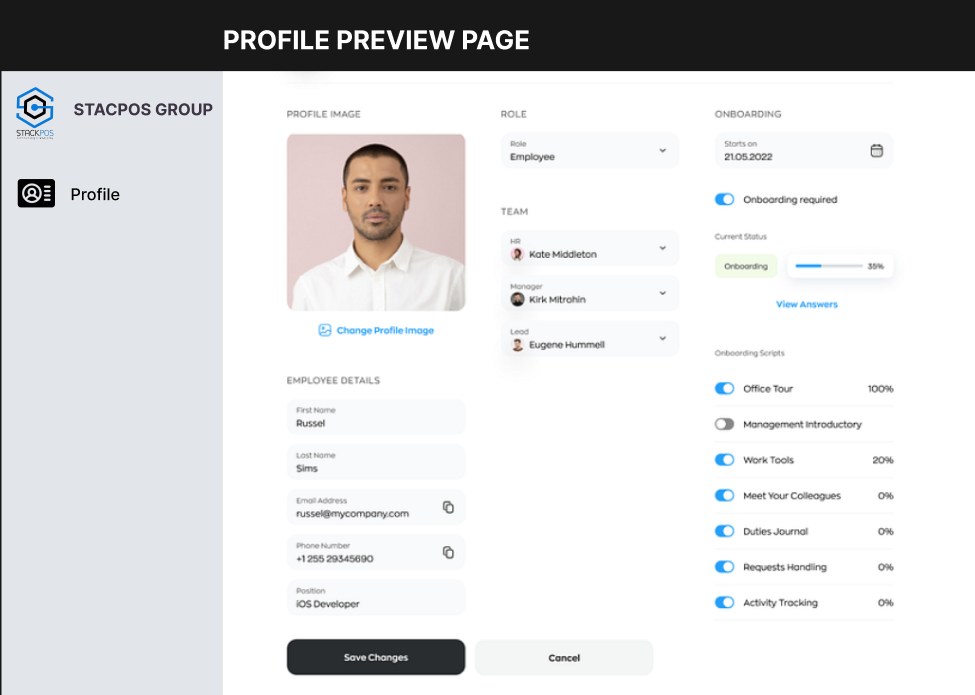 PROFILE PREVIEW PAGE
STACKPOS
STACPOS GROUP
Profile
PROFILE IMAGE
Change Profile Image
EMPLOYEE DETAILS
First Name
Russel
Last Name
Sims
Email Address
russel@mycompany.com
Phone Number
+1 255 29345690
Position
iOS Developer
Save Changes
Cancel
ROLE
Role
Employee
TEAM
HR
Kate Middleton
Manager
Kirk Mitrohin
Lead
Eugene Hummell
ONBOARDING
Starts on
21.05.2022
Onboarding required
Current Status
Onboarding
35%
View Answers
Onboarding Scripts
Office Tour 100%
Management Introductory
Work Tools 20%
Meet Your Colleagues 0%
Duties Journal 0%
Requests Handling 0%
Activity Tracking 0%